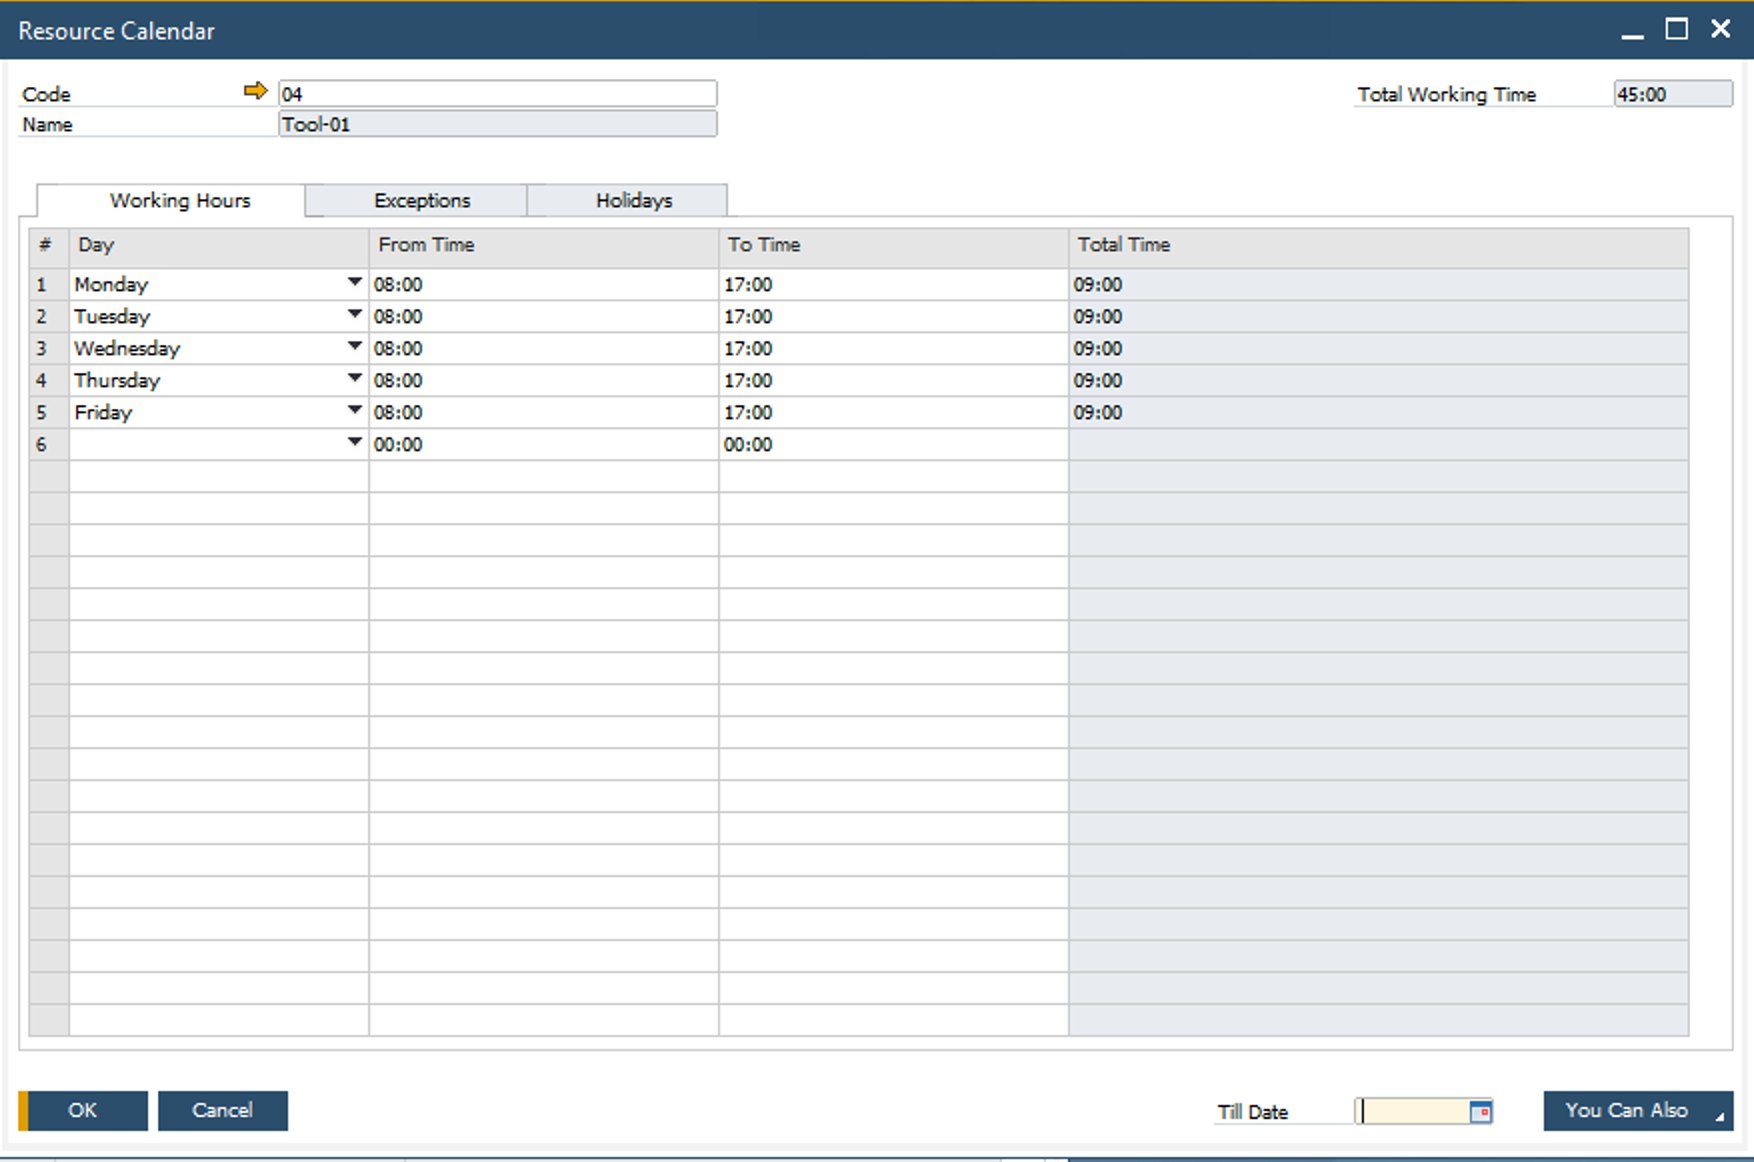 Resource Calendar
Code 04 Total Working Time 45:00
Name Tool-01
Working Hours Exceptions Holidays
# Day From Time To Time Total Time
1 Monday 08:00 17:00 09:00
2 Tuesday 08:00 17:00 09:00
3 Wednesday 08:00 17:00 09:00
4 Thursday 08:00 17:00 09:00
5 Friday 08:00 17:00 09:00
6 00:00 00:00
OK Cancel Till Date You Can Also